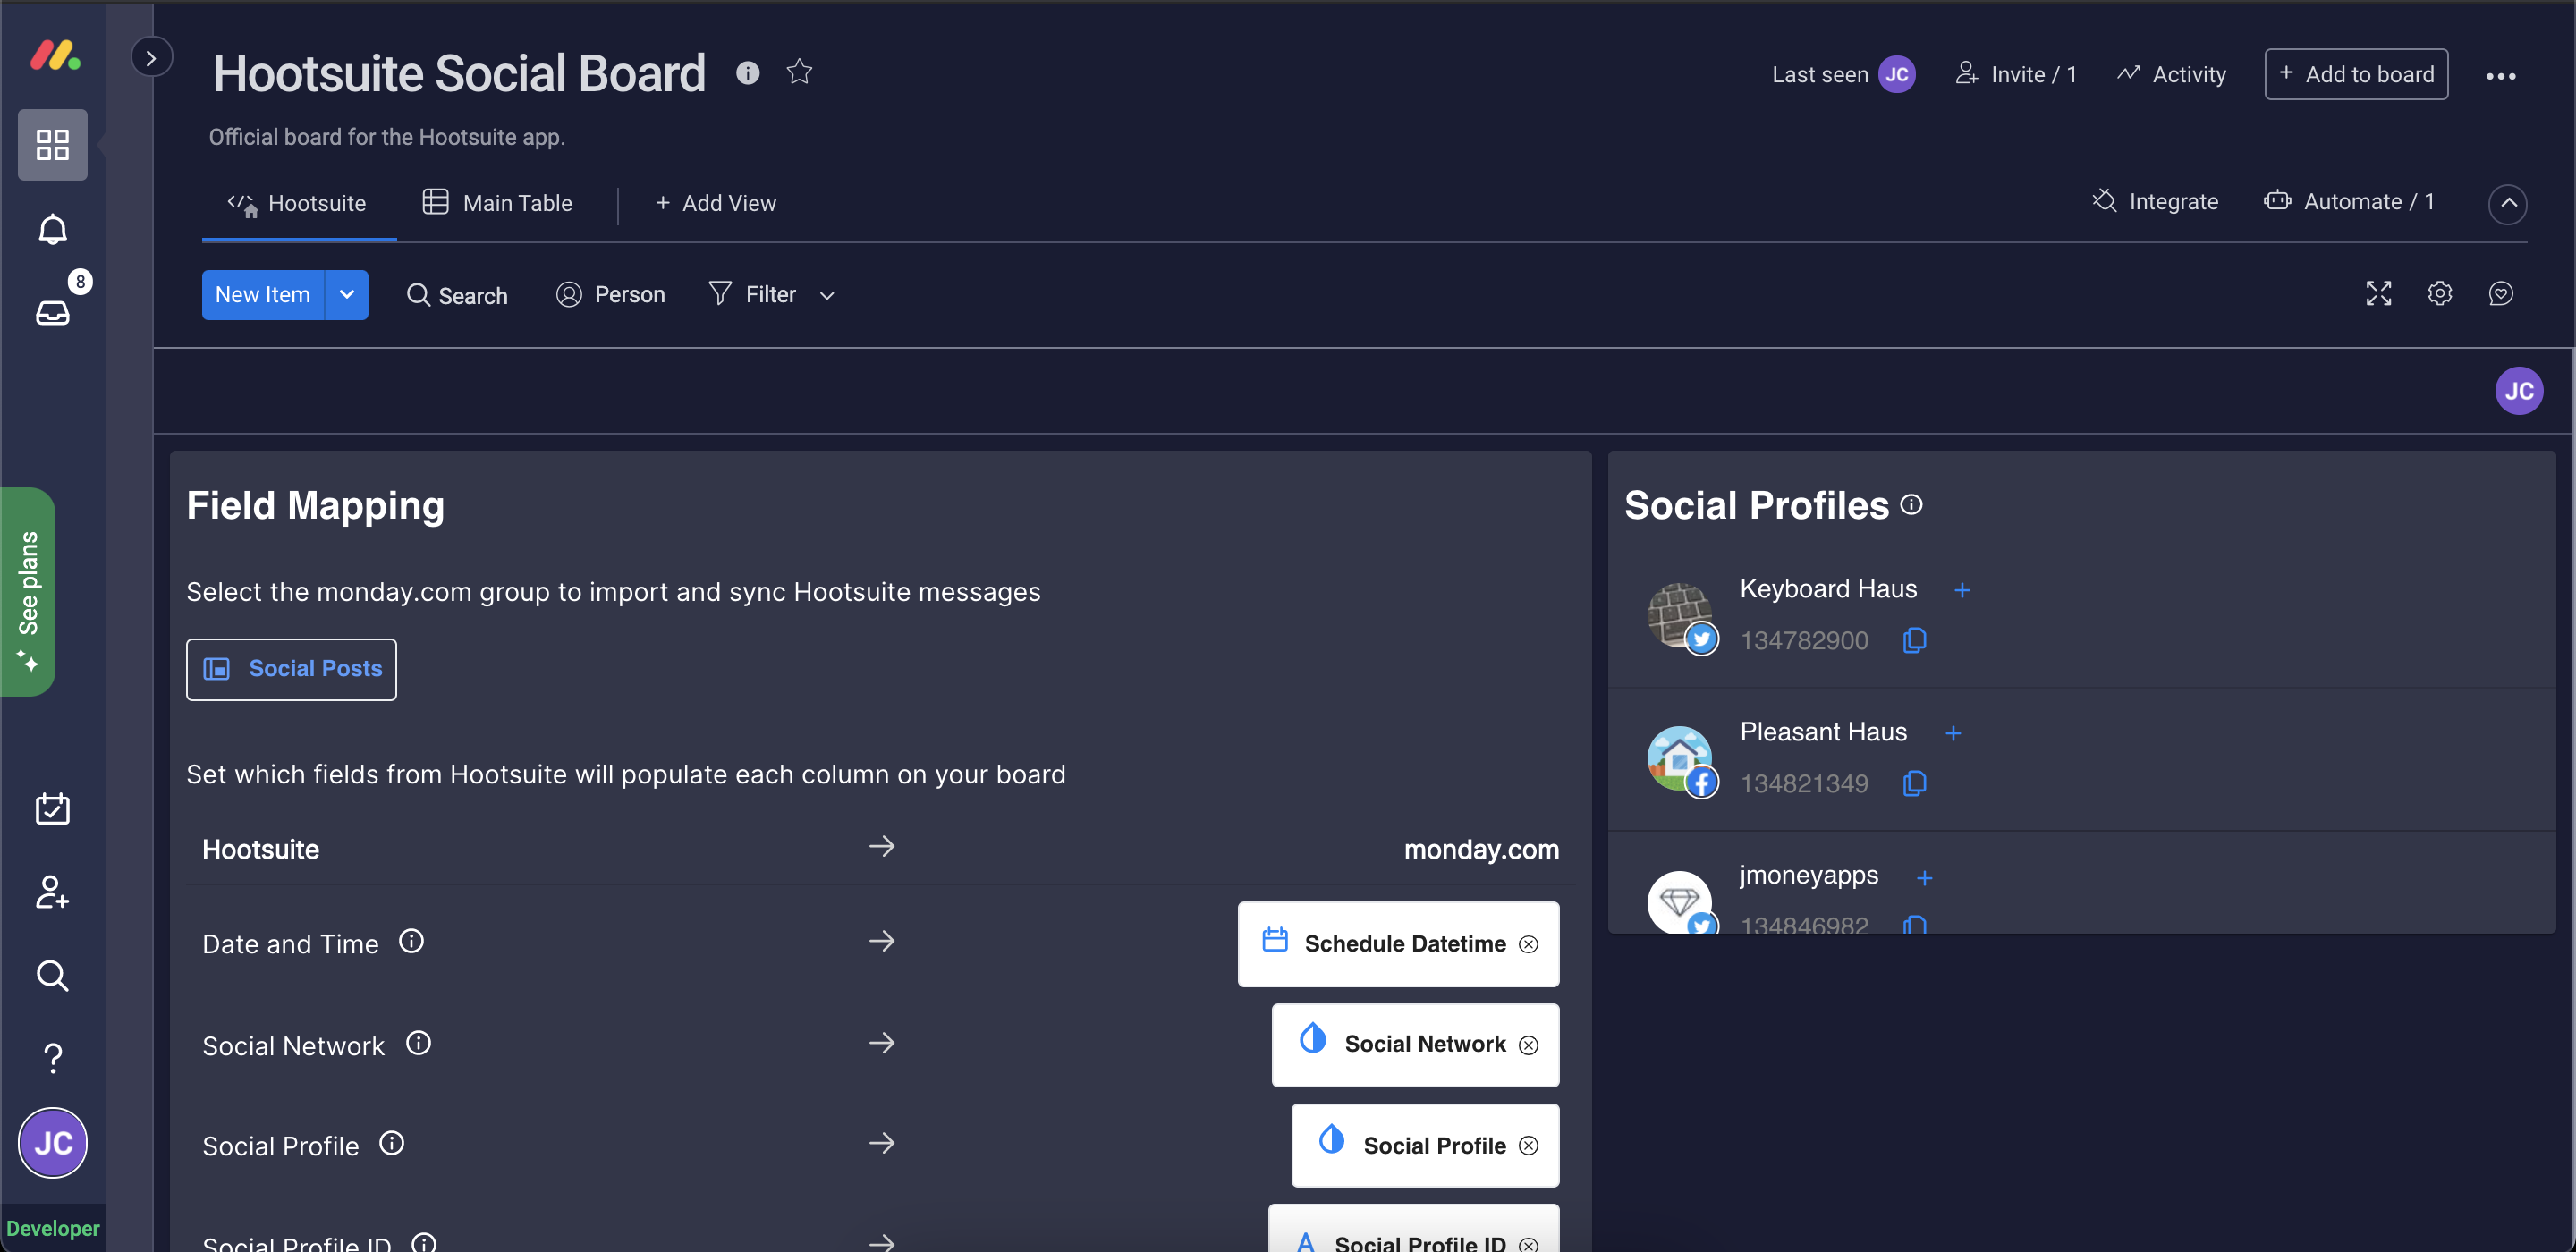 Hootsuite Social Board
Last seen JC
Invite / 1
Activity
+ Add to board
Official board for the Hootsuite app.
Hootsuite
Main Table
+ Add View
Integrate
Automate / 1
8
New Item
Search
Person
Filter
JC
See plans
Field Mapping
Select the monday.com group to import and sync Hootsuite messages
Social Posts
Set which fields from Hootsuite will populate each column on your board
Hootsuite
monday.com
Date and Time
Schedule Datetime
Social Network
Social Network
Social Profile
Social Profile
Social Profile ID
Social Profile ID
Social Profiles
Keyboard Haus +
134782900
Pleasant Haus +
134821349
jmoneyapps +
134846982
JC
Developer